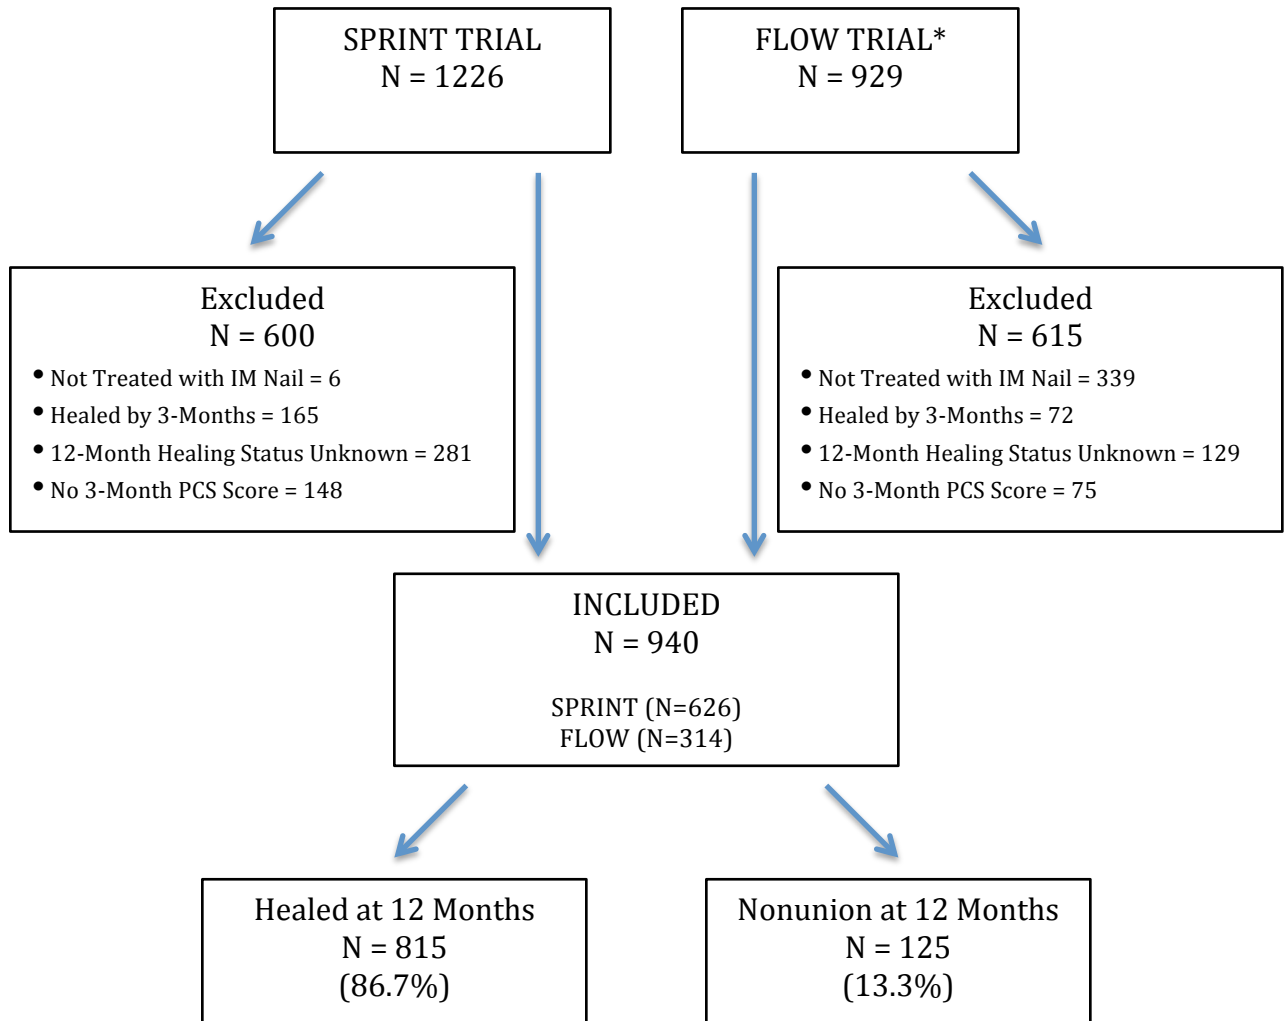 SPRINT TRIAL
N = 1226
FLOW TRIAL*
N = 929
Excluded
N = 600
• Not Treated with IM Nail = 6
• Healed by 3-Months = 165
• 12-Month Healing Status Unknown = 281
• No 3-Month PCS Score = 148
Excluded
N = 615
• Not Treated with IM Nail = 339
• Healed by 3-Months = 72
• 12-Month Healing Status Unknown = 129
• No 3-Month PCS Score = 75
INCLUDED
N = 940
SPRINT (N=626)
FLOW (N=314)
Healed at 12 Months
N = 815
(86.7%)
Nonunion at 12 Months
N = 125
(13.3%)